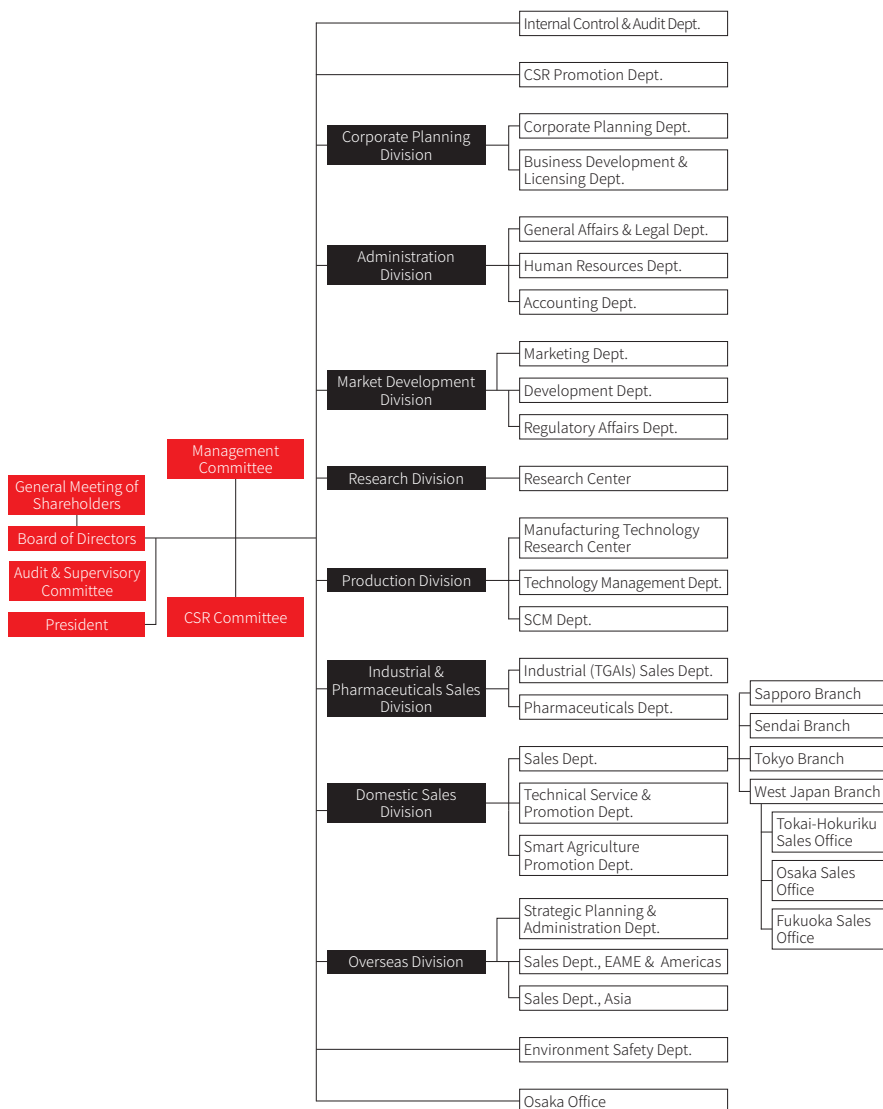 Internal Control & Audit Dept.
CSR Promotion Dept.
Corporate Planning
Division
Corporate Planning Dept.
Business Development &
Licensing Dept.
Administration
Division
General Affairs & Legal Dept.
Human Resources Dept.
Accounting Dept.
Market Development
Division
Marketing Dept.
Development Dept.
Regulatory Affairs Dept.
Management
Committee
General Meeting of
Shareholders
Board of Directors
Audit & Supervisory
Committee
President
CSR Committee
Research Division
Research Center
Production Division
Manufacturing Technology
Research Center
Technology Management Dept.
SCM Dept.
Industrial &
Pharmaceuticals Sales
Division
Industrial (TGAIs) Sales Dept.
Pharmaceuticals Dept.
Domestic Sales
Division
Sales Dept.
Technical Service &
Promotion Dept.
Smart Agriculture
Promotion Dept.
Sapporo Branch
Sendai Branch
Tokyo Branch
West Japan Branch
Tokai-Hokuriku
Sales Office
Osaka Sales
Office
Fukuoka Sales
Office
Overseas Division
Strategic Planning &
Administration Dept.
Sales Dept., EAME & Americas
Sales Dept., Asia
Environment Safety Dept.
Osaka Office